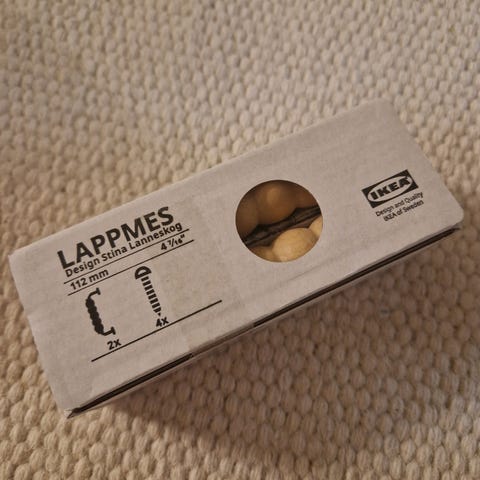 LAPPMES
Design Stina Lanneskog
112 mm 4 7/16"
2x 4x
IKEA
Design and Quality
IKEA of Sweden